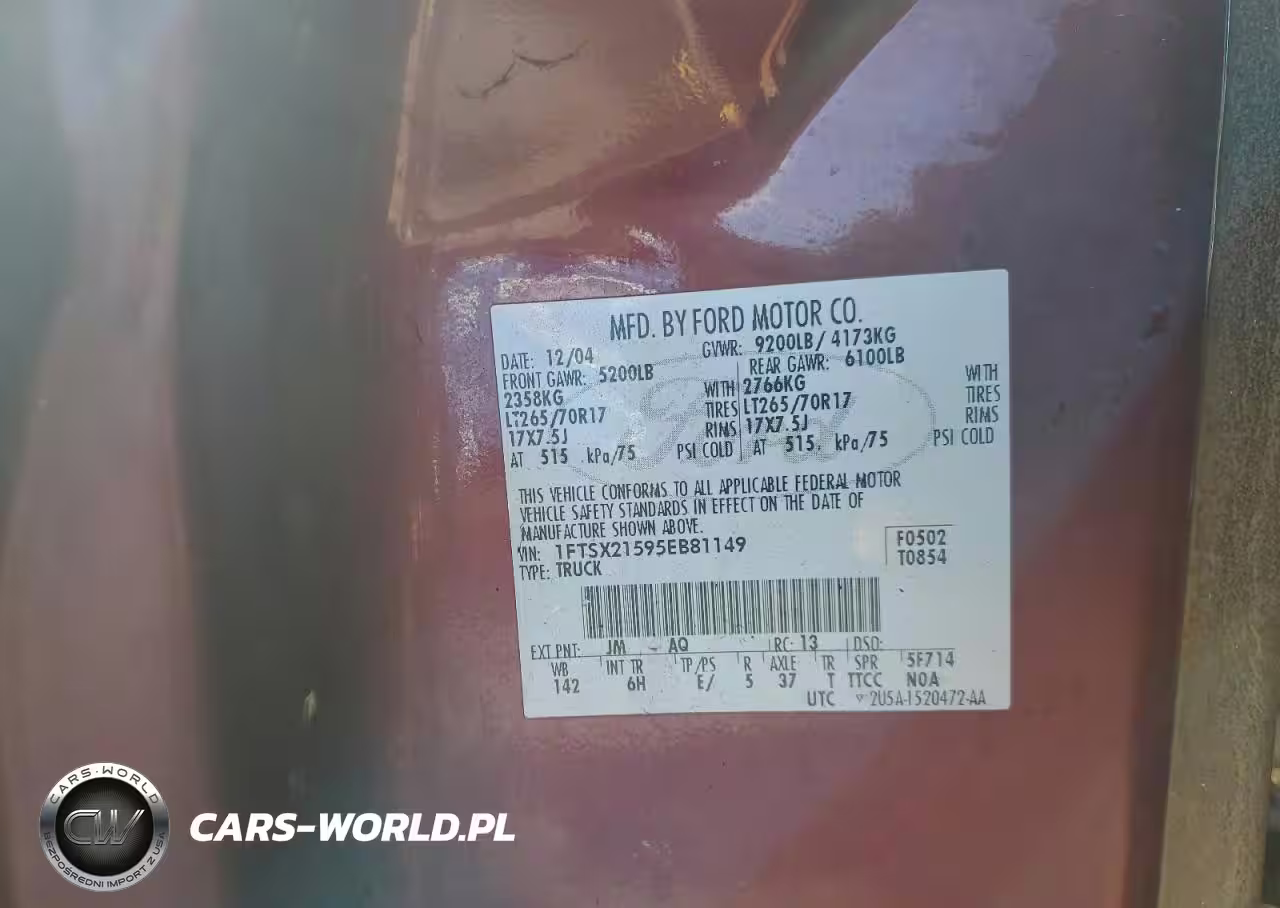 MFD. BY FORD MOTOR CO.
DATE: 12/04 GVWR: 9200LB/ 4173KG
FRONT GAWR: 5200LB REAR GAWR: 6100LB
2358KG WITH 2766KG WITH
LT265/70R17 TIRES LT265/70R17 TIRES
17X7.5J RIMS 17X7.5J RIMS
AT 515 kPa/75 PSI COLD AT 515 kPa/75 PSI COLD
THIS VEHICLE CONFORMS TO ALL APPLICABLE FEDERAL MOTOR
VEHICLE SAFETY STANDARDS IN EFFECT ON THE DATE OF
MANUFACTURE SHOWN ABOVE.
VIN: 1FTSX21595EB81149 F0502
TYPE: TRUCK T0854
EXT PNT: JM AQ RC: 13 DSO:
WB INT TR TP/PS R AXLE TR SPR 5F714
142 6H E/ 5 37 T TTCC NOA
UTC 2U5A-1520472-AA
Ford
CARS-WORLD
CW
BEZPOŚREDNI IMPORT Z USA
CARS-WORLD.PL